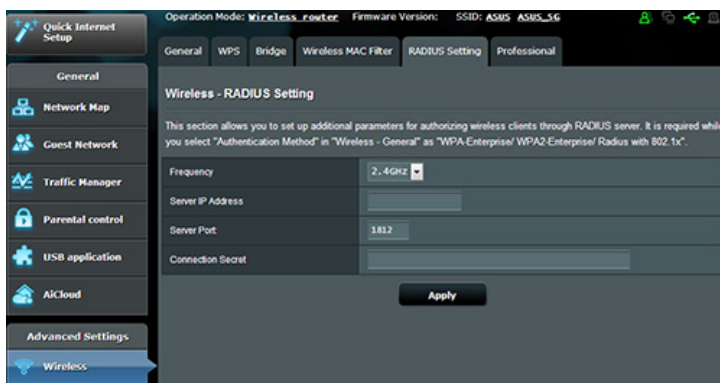 Quick Internet
Setup
Operation Mode: Wireless router Firmware Version: SSID: ASUS ASUS_5G
General WPS Bridge Wireless MAC Filter RADIUS Setting Professional
General
Network Map
Guest Network
Traffic Manager
Parental control
USB application
AiCloud
Advanced Settings
Wireless
Wireless - RADIUS Setting
This section allows you to set up additional parameters for authorizing wireless clients through RADIUS server. It is required while
you select "Authentication Method" in "Wireless - General" as "WPA-Enterprise/ WPA2-Enterprise/ Radius with 802.1x".
Frequency 2.4GHz
Server IP Address
Server Port 1812
Connection Secret
Apply